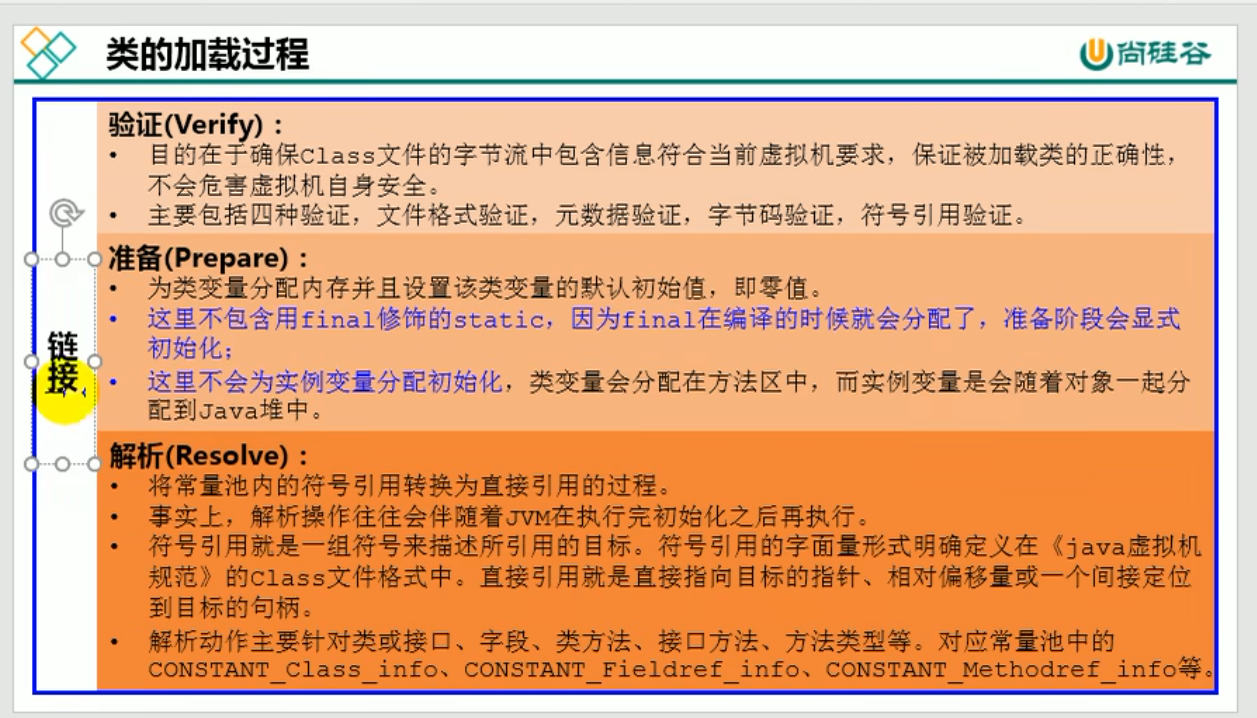 类的加载过程
尚硅谷
链
接
验证(Verify)：
• 目的在于确保Class文件的字节流中包含信息符合当前虚拟机要求，保证被加载类的正确性，
不会危害虚拟机自身安全。
• 主要包括四种验证，文件格式验证，元数据验证，字节码验证，符号引用验证。
准备(Prepare)：
• 为类变量分配内存并且设置该类变量的默认初始值，即零值。
• 这里不包含用final修饰的static，因为final在编译的时候就会分配了，准备阶段会显式
初始化；
• 这里不会为实例变量分配初始化，类变量会分配在方法区中，而实例变量是会随着对象一起分
配到Java堆中。
解析(Resolve)：
• 将常量池内的符号引用转换为直接引用的过程。
• 事实上，解析操作往往会伴随着JVM在执行完初始化之后再执行。
• 符号引用就是一组符号来描述所引用的目标。符号引用的字面量形式明确定义在《java虚拟机
规范》的Class文件格式中。直接引用就是直接指向目标的指针、相对偏移量或一个间接定位
到目标的句柄。
• 解析动作主要针对类或接口、字段、类方法、接口方法、方法类型等。对应常量池中的
CONSTANT_Class_info、CONSTANT_Fieldref_info、CONSTANT_Methodref_info等。